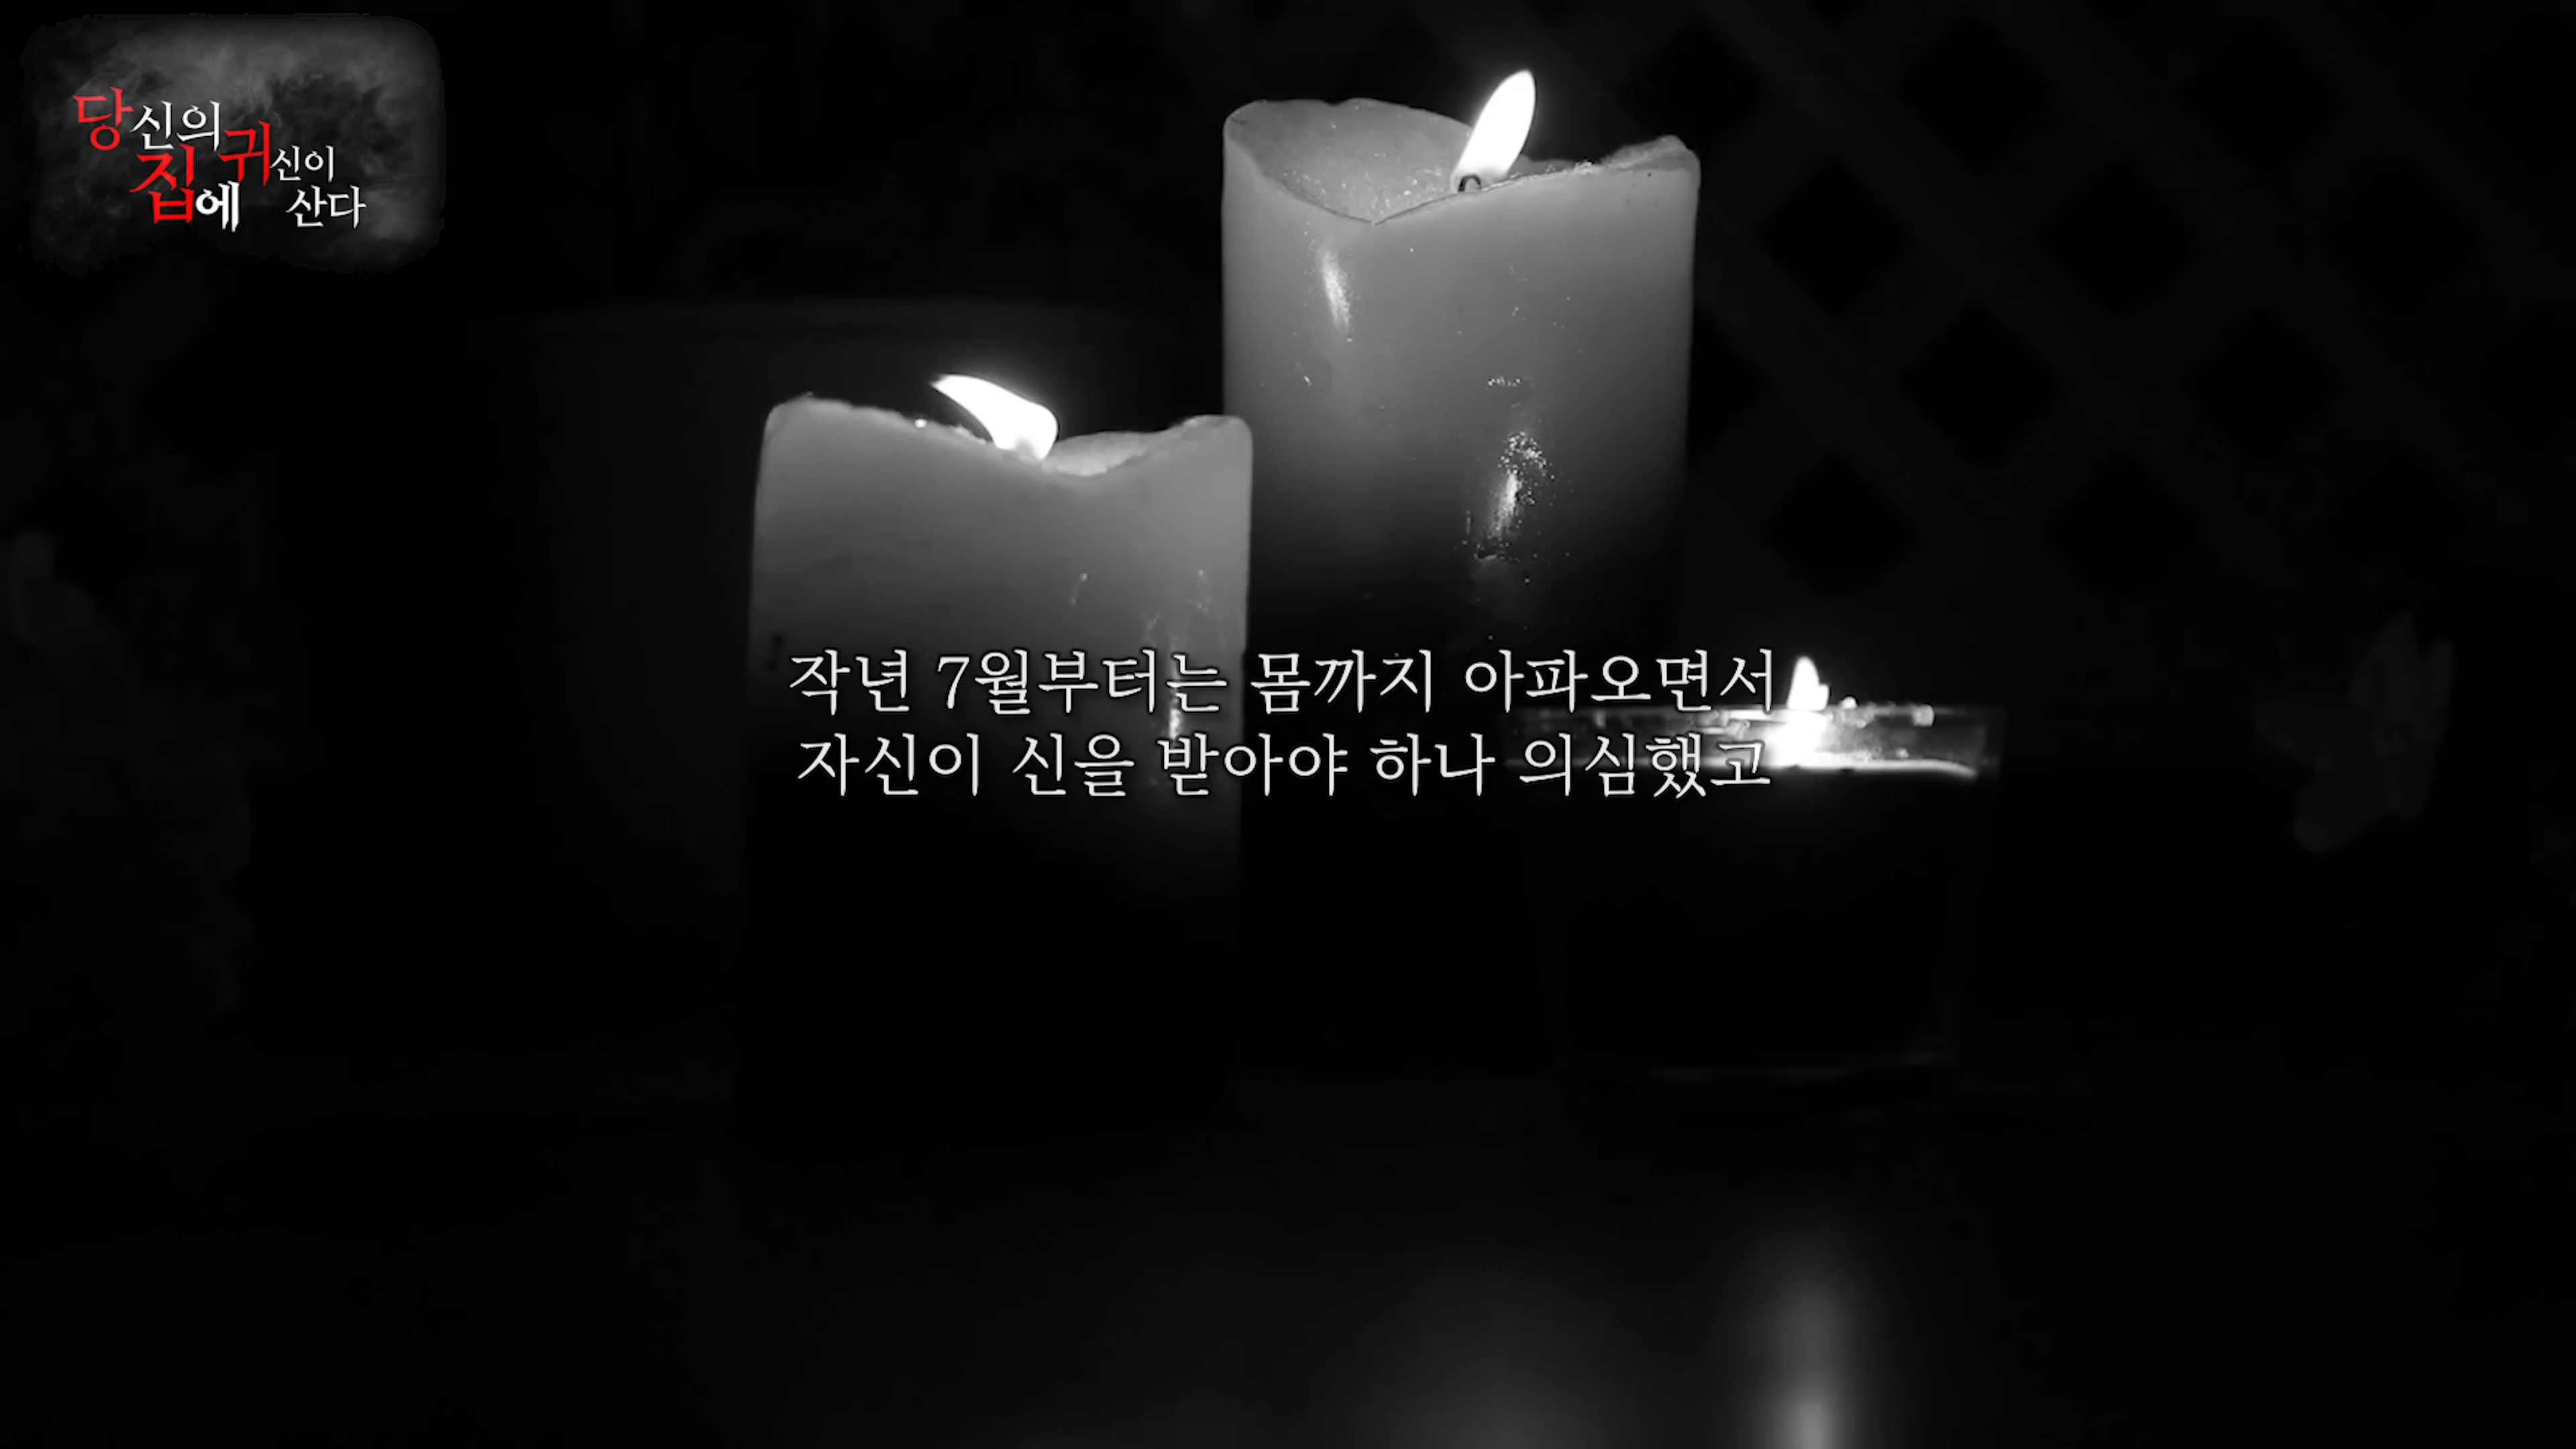 당신의
귀신이
집에
산다
작년 7월부터는 몸까지 아파오면서
자신이 신을 받아야 하나 의심했고